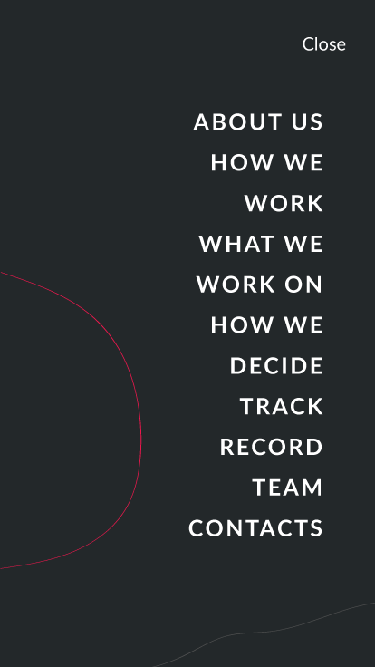 Close
ABOUT US
HOW WE
WORK
WHAT WE
WORK ON
HOW WE
DECIDE
TRACK
RECORD
TEAM
CONTACTS